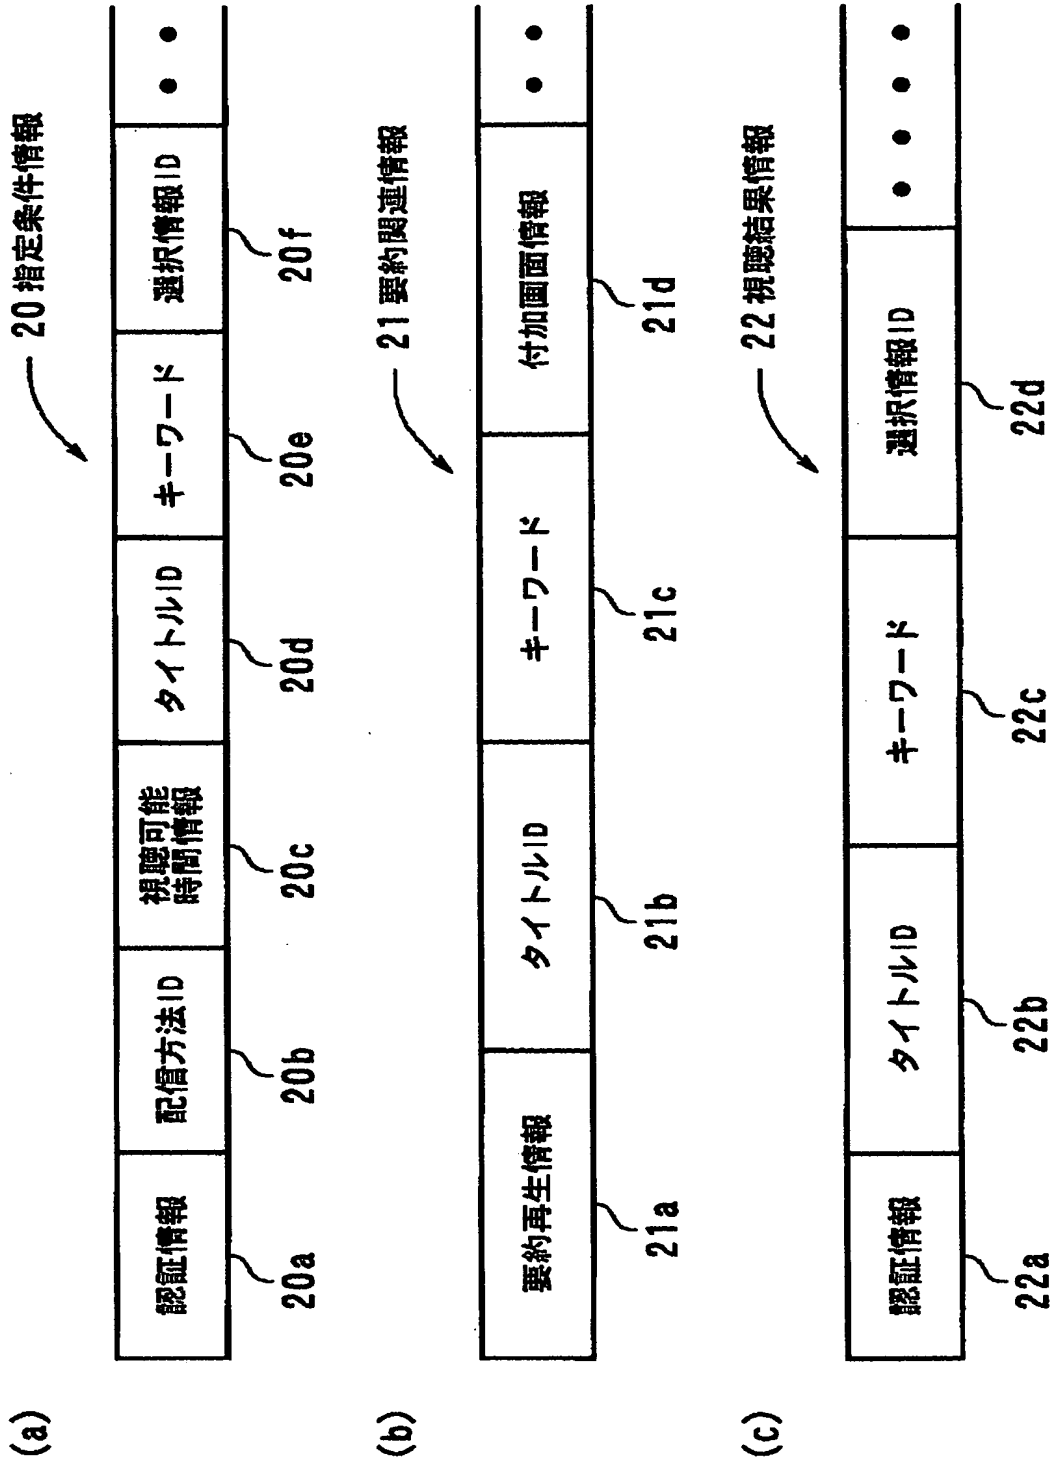 (a)
20 指定条件情報
認証情報
配信方法ID
視聴可能
時間情報
タイトルID
キーワード
選択情報ID
20a
20b
20c
20d
20e
20f
(b)
21 要約関連情報
要約再生情報
タイトルID
キーワード
付加画面情報
21a
21b
21c
21d
(c)
22 視聴結果情報
認証情報
タイトルID
キーワード
選択情報ID
22a
22b
22c
22d